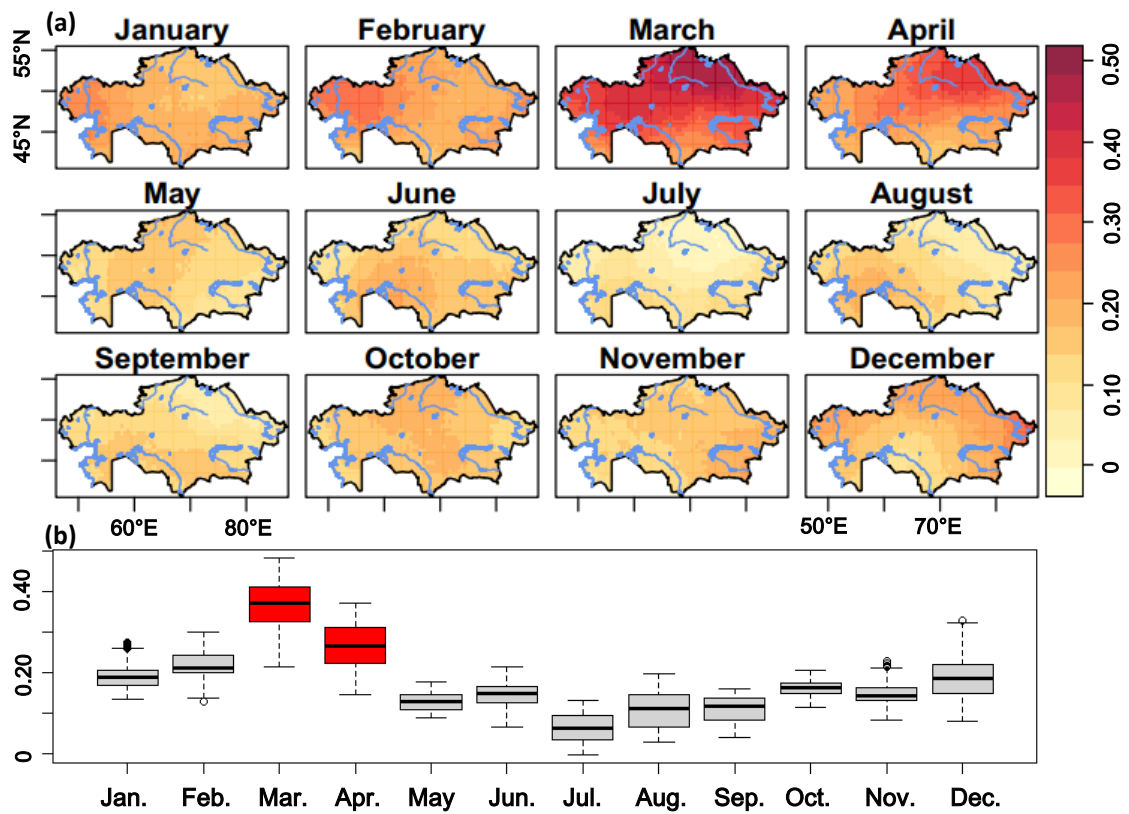 (a)
January February March April
55°N
45°N
May June July August
September October November December
0.50
0.40
0.30
0.20
0.10
0
60°E 80°E 50°E 70°E
(b)
0.40
0.20
0
Jan. Feb. Mar. Apr. May Jun. Jul. Aug. Sep. Oct. Nov. Dec.